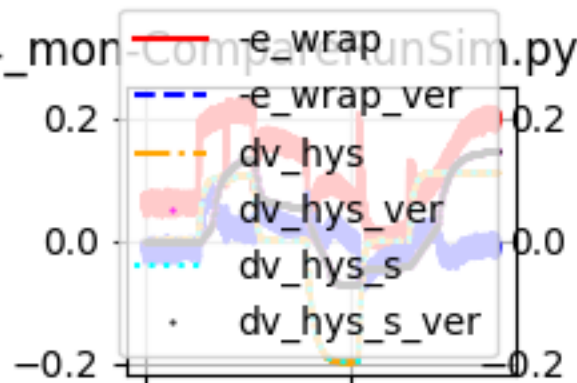 _mon-CompareRunSim.py
-e_wrap
-e_wrap_ver
dv_hys
dv_hys_ver
dv_hys_s
dv_hys_s_ver
0.2
0.0
−0.2
0.2
0.0
0.2